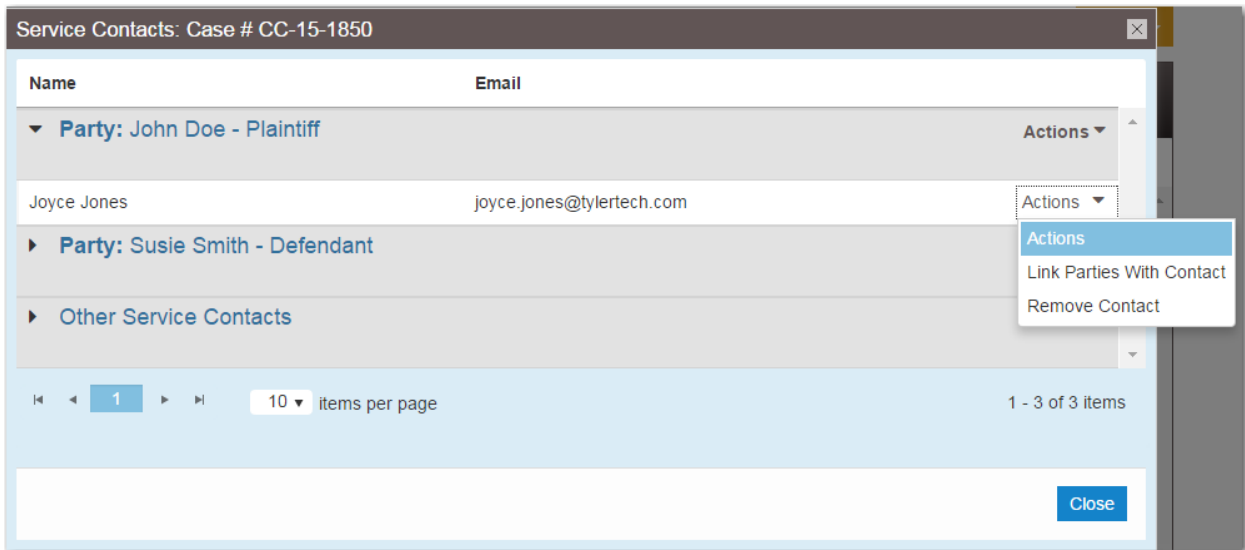 Service Contacts: Case # CC-15-1850
Name Email
Party: John Doe - Plaintiff Actions
Joyce Jones joyce.jones@tylertech.com Actions
Actions
Party: Susie Smith - Defendant
Link Parties With Contact
Remove Contact
Other Service Contacts
1 10 items per page 1 - 3 of 3 items
Close